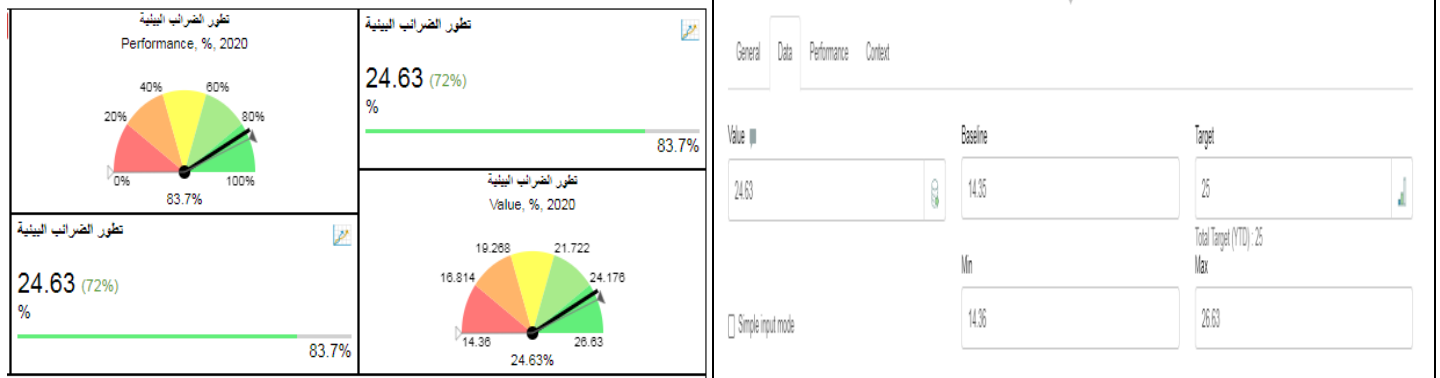 تطور الضرائب البيئية
Performance, %, 2020
0%
20%
40%
60%
80%
100%
83.7%
تطور الضرائب البيئية
24.63 (72%)
%
83.7%
تطور الضرائب البيئية
24.63 (72%)
%
83.7%
تطور الضرائب البيئية
Value, %, 2020
14.36
16.814
19.268
21.722
24.176
26.63
24.63%
General Data Performance Context
Value Baseline Target
24.63 14.35 25
Total Target (YTD) : 25
Min Max
Simple input mode 14.36 26.63